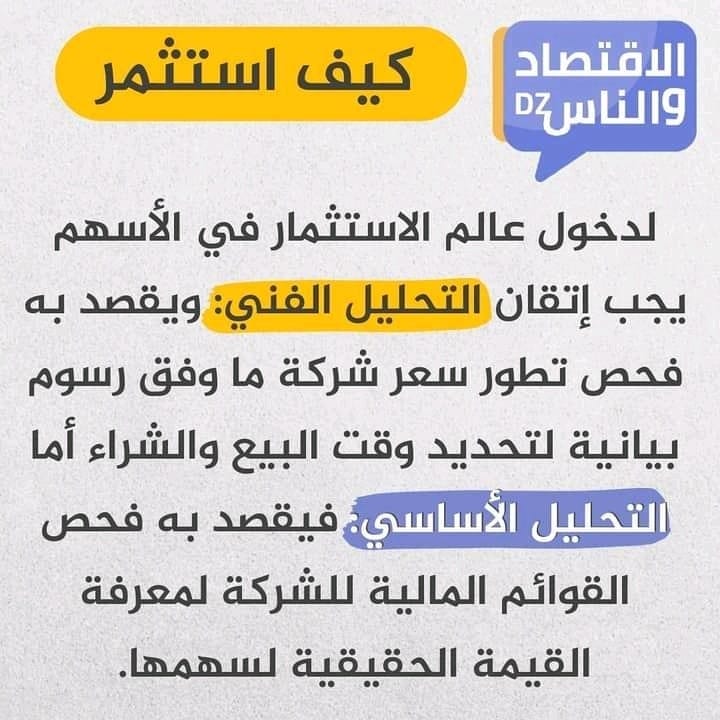 كيف استثمر
الاقتصاد
والناس DZ
لدخول عالم الاستثمار في الأسهم
يجب إتقان التحليل الفني: ويقصد به
فحص تطور سعر شركة ما وفق رسوم
بيانية لتحديد وقت البيع والشراء أما
التحليل الأساسي: فيقصد به فحص
القوائم المالية للشركة لمعرفة
القيمة الحقيقية لسهمها.